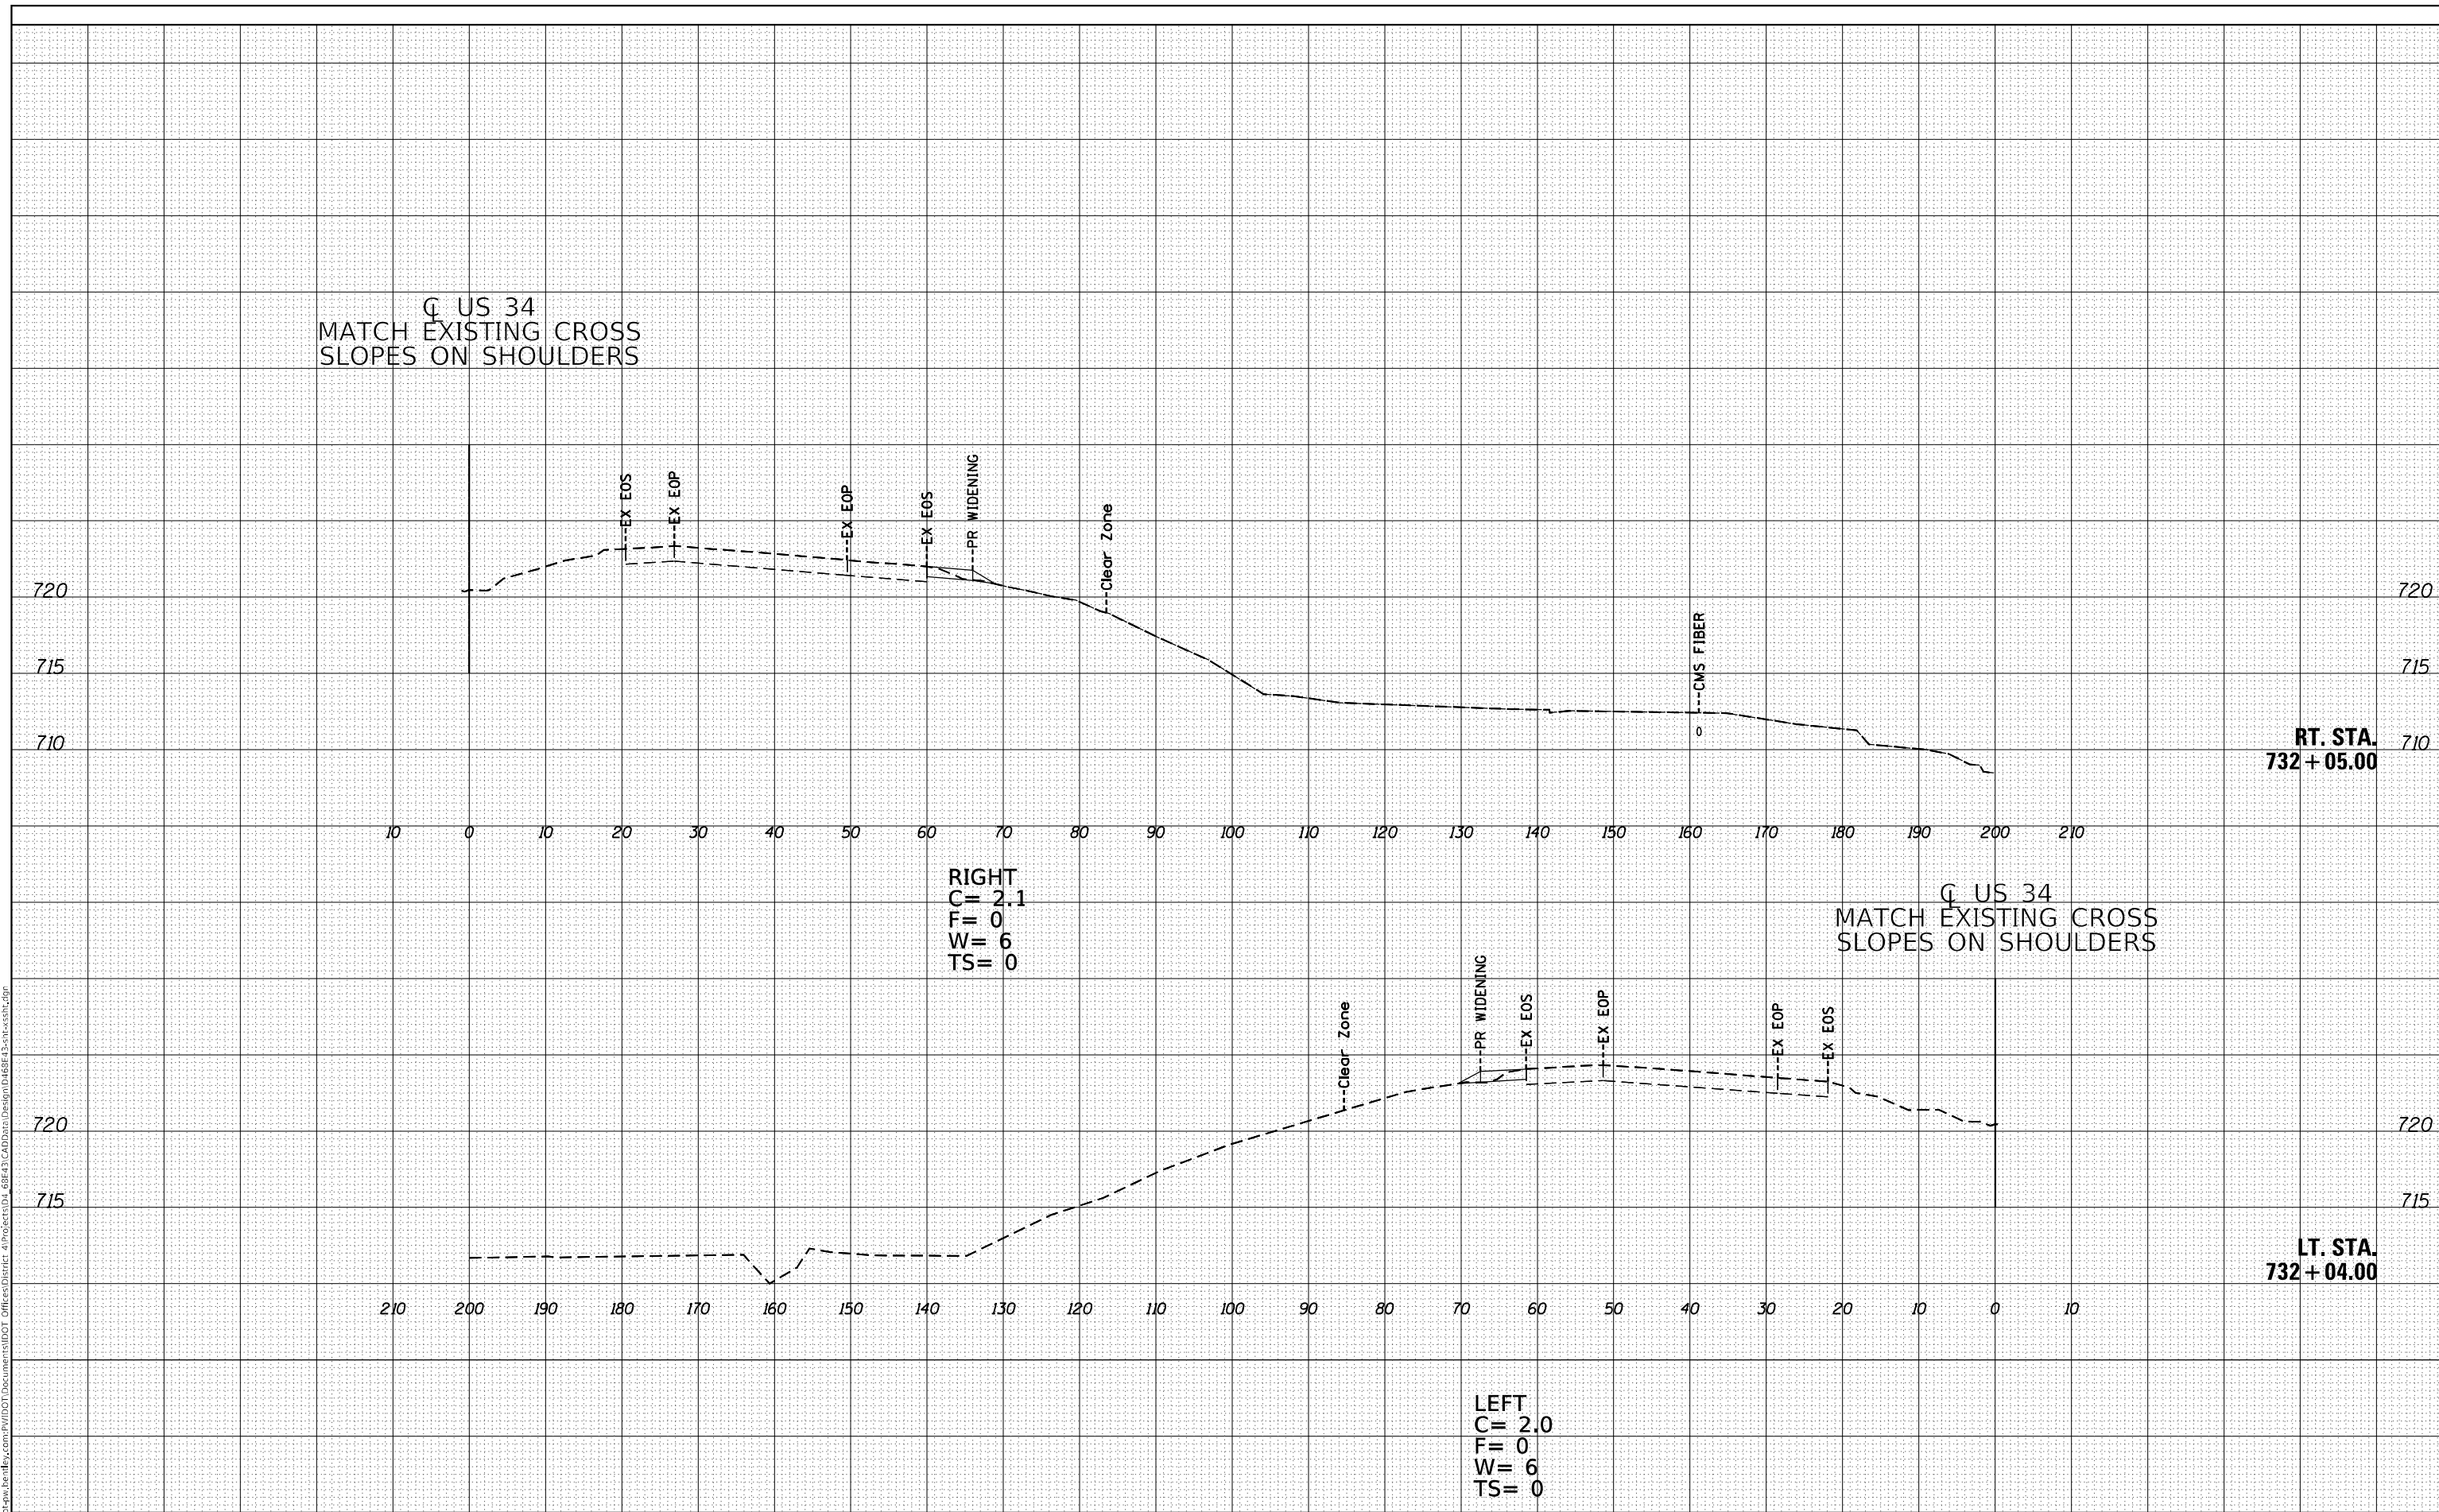 ℄ US 34
MATCH EXISTING CROSS
SLOPES ON SHOULDERS
EX EOS
EX EOP
EX EOP
EX EOS
PR WIDENING
Clear Zone
CMS FIBER
720 720
715 715
710 710
RT. STA.
732 + 05.00
10 0 10 20 30 40 50 60 70 80 90 100 110 120 130 140 150 160 170 180 190 200 210
RIGHT
C= 2.1
F= 0
W= 6
TS= 0
℄ US 34
MATCH EXISTING CROSS
SLOPES ON SHOULDERS
Clear Zone
PR WIDENING
EX EOS
EX EOP
EX EOP
EX EOS
720 720
715 715
LT. STA.
732 + 04.00
210 200 190 180 170 160 150 140 130 120 110 100 90 80 70 60 50 40 30 20 10 0 10
LEFT
C= 2.0
F= 0
W= 6
TS= 0